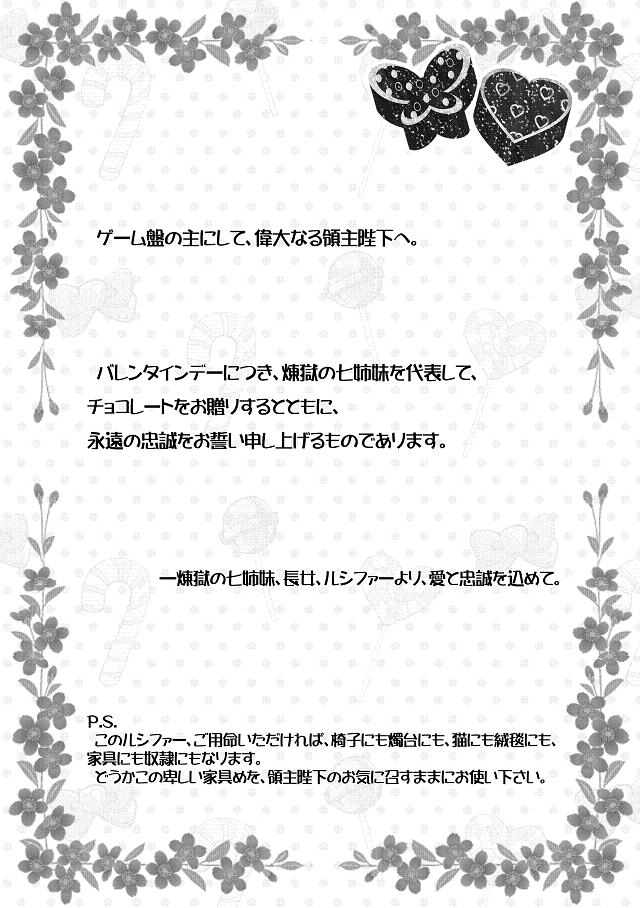 ゲーム盤の主にして、偉大なる領主陛下へ。
バレンタインデーにつき、煉獄の七姉妹を代表して、
チョコレートをお贈りするとともに、
永遠の忠誠をお誓い申し上げるものであります。
―煉獄の七姉妹、長女、ルシファーより、愛と忠誠を込めて。
P.S.
このルシファー、ご用命いただければ、椅子にも燭台にも、猫にも絨毯にも、
家具にも奴隷にもなります。
どうかこの卑しい家具めを、領主陛下のお気に召すままにお使い下さい。